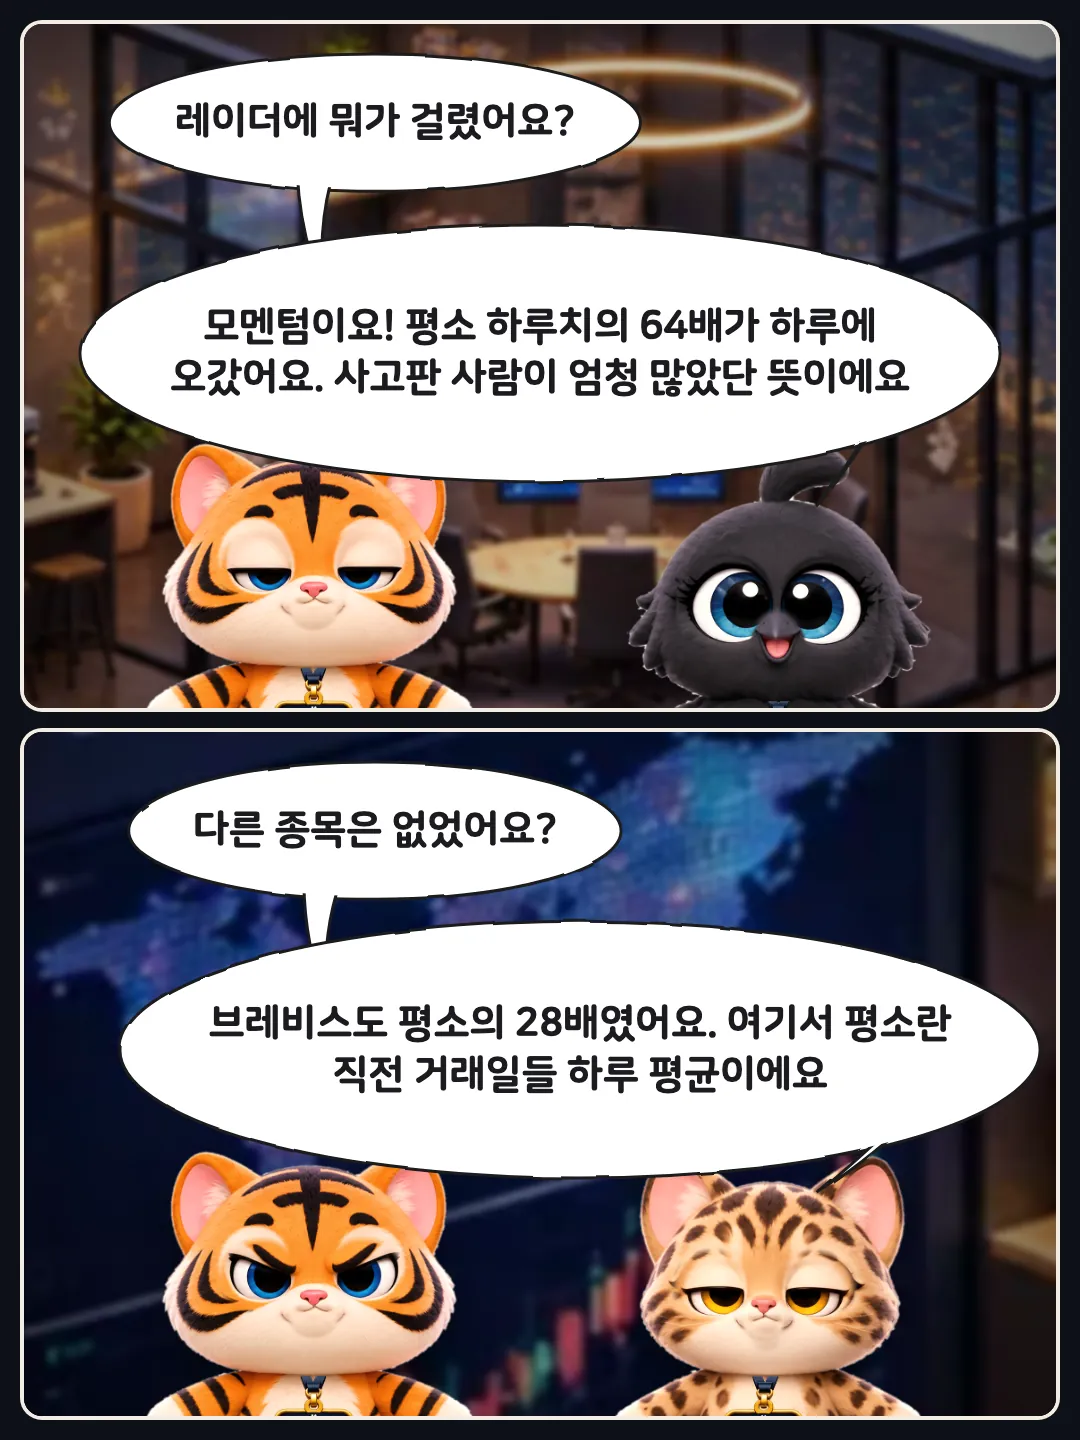 레이더에 뭐가 걸렸어요?
모멘텀이요! 평소 하루치의 64배가 하루에
오갔어요. 사고판 사람이 엄청 많았단 뜻이에요
다른 종목은 없었어요?
브레비스도 평소의 28배였어요. 여기서 평소란
직전 거래일들 하루 평균이에요